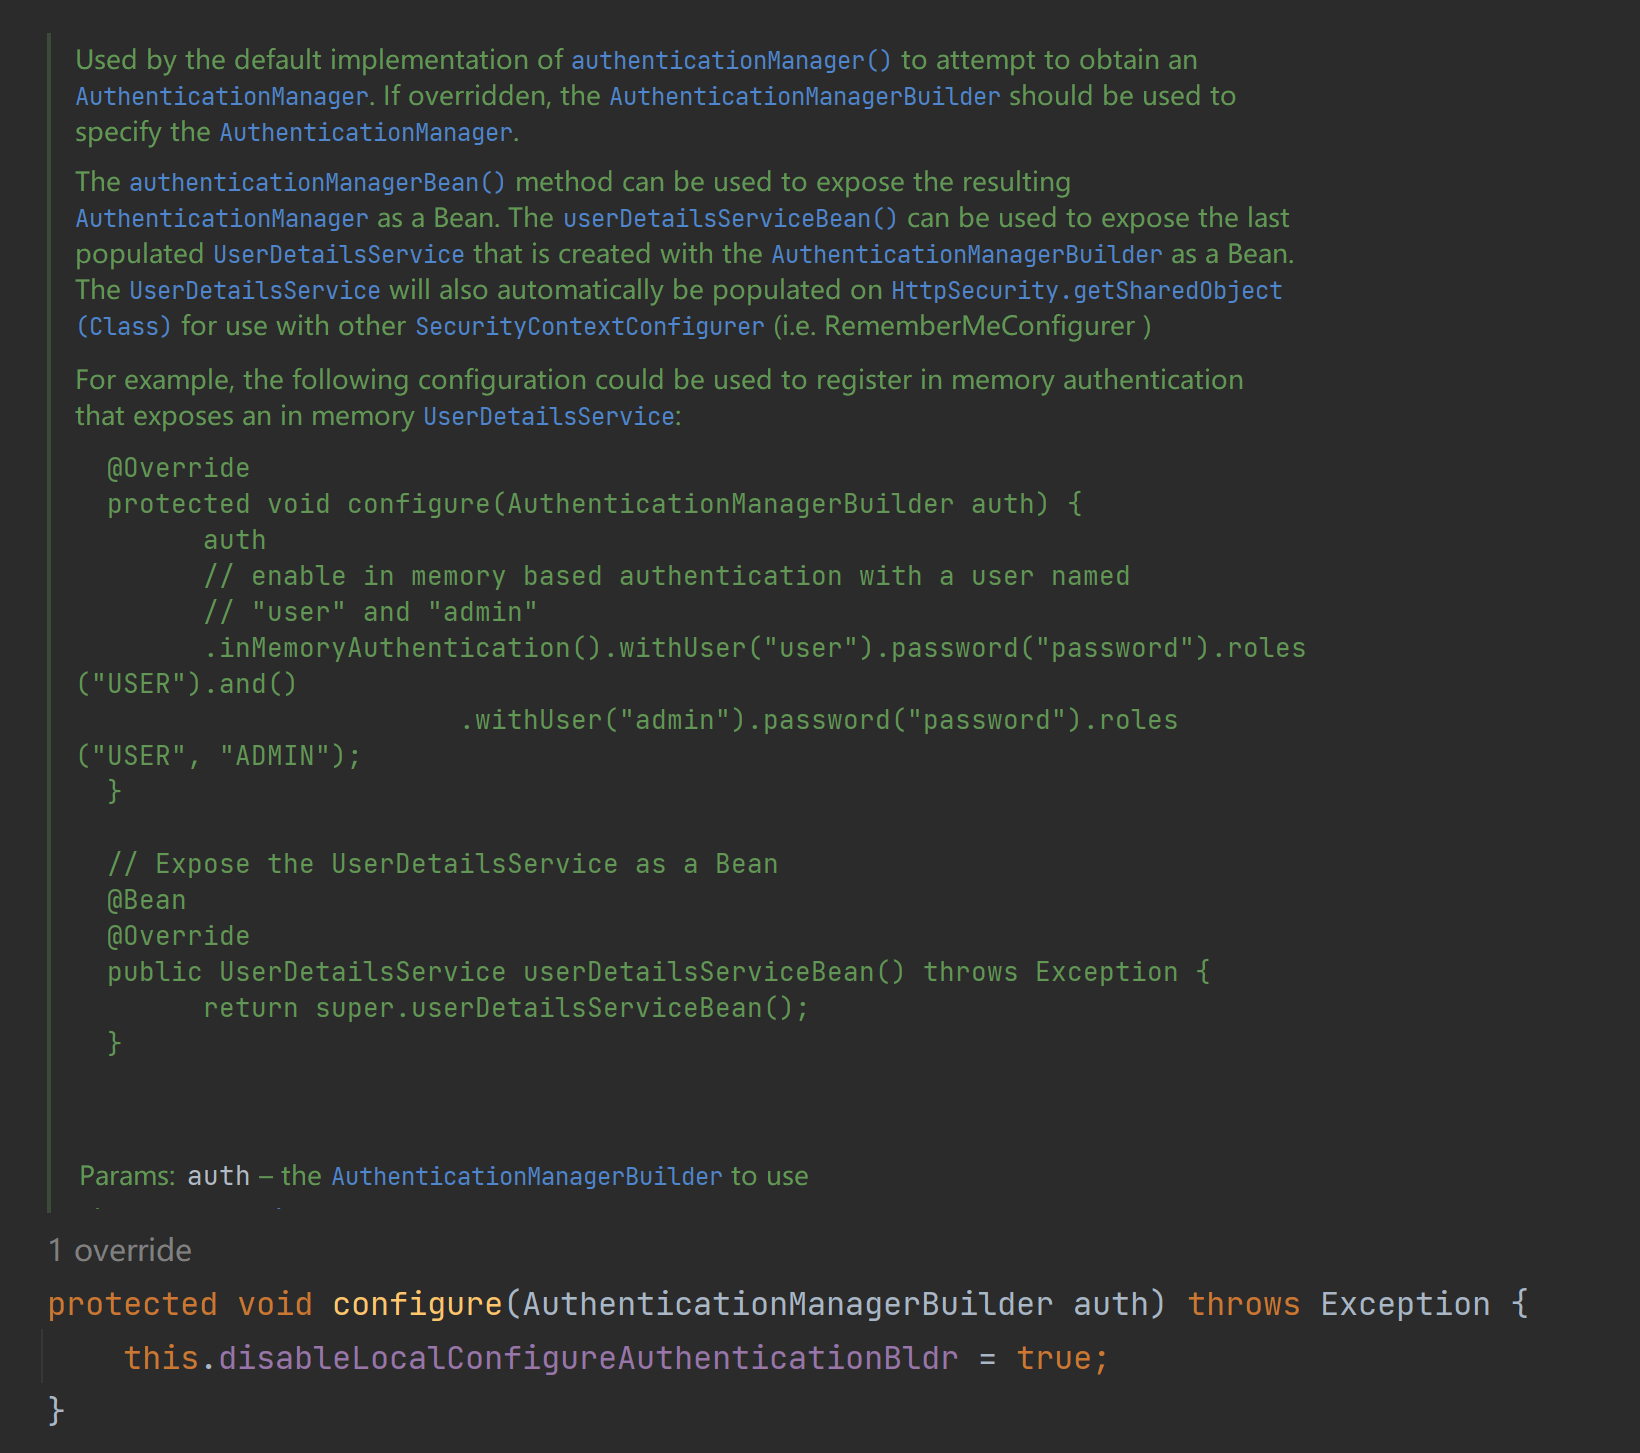 Used by the default implementation of authenticationManager() to attempt to obtain an
AuthenticationManager. If overridden, the AuthenticationManagerBuilder should be used to
specify the AuthenticationManager.
The authenticationManagerBean() method can be used to expose the resulting
AuthenticationManager as a Bean. The userDetailsServiceBean() can be used to expose the last
populated UserDetailsService that is created with the AuthenticationManagerBuilder as a Bean.
The UserDetailsService will also automatically be populated on HttpSecurity.getSharedObject
(Class) for use with other SecurityContextConfigurer (i.e. RememberMeConfigurer )
For example, the following configuration could be used to register in memory authentication
that exposes an in memory UserDetailsService:
@Override
protected void configure(AuthenticationManagerBuilder auth) {
auth
// enable in memory based authentication with a user named
// "user" and "admin"
.inMemoryAuthentication().withUser("user").password("password").roles
("USER").and()
.withUser("admin").password("password").roles
("USER", "ADMIN");
}
// Expose the UserDetailsService as a Bean
@Bean
@Override
public UserDetailsService userDetailsServiceBean() throws Exception {
return super.userDetailsServiceBean();
}
Params: auth – the AuthenticationManagerBuilder to use
1 override
protected void configure(AuthenticationManagerBuilder auth) throws Exception {
this.disableLocalConfigureAuthenticationBldr = true;
}